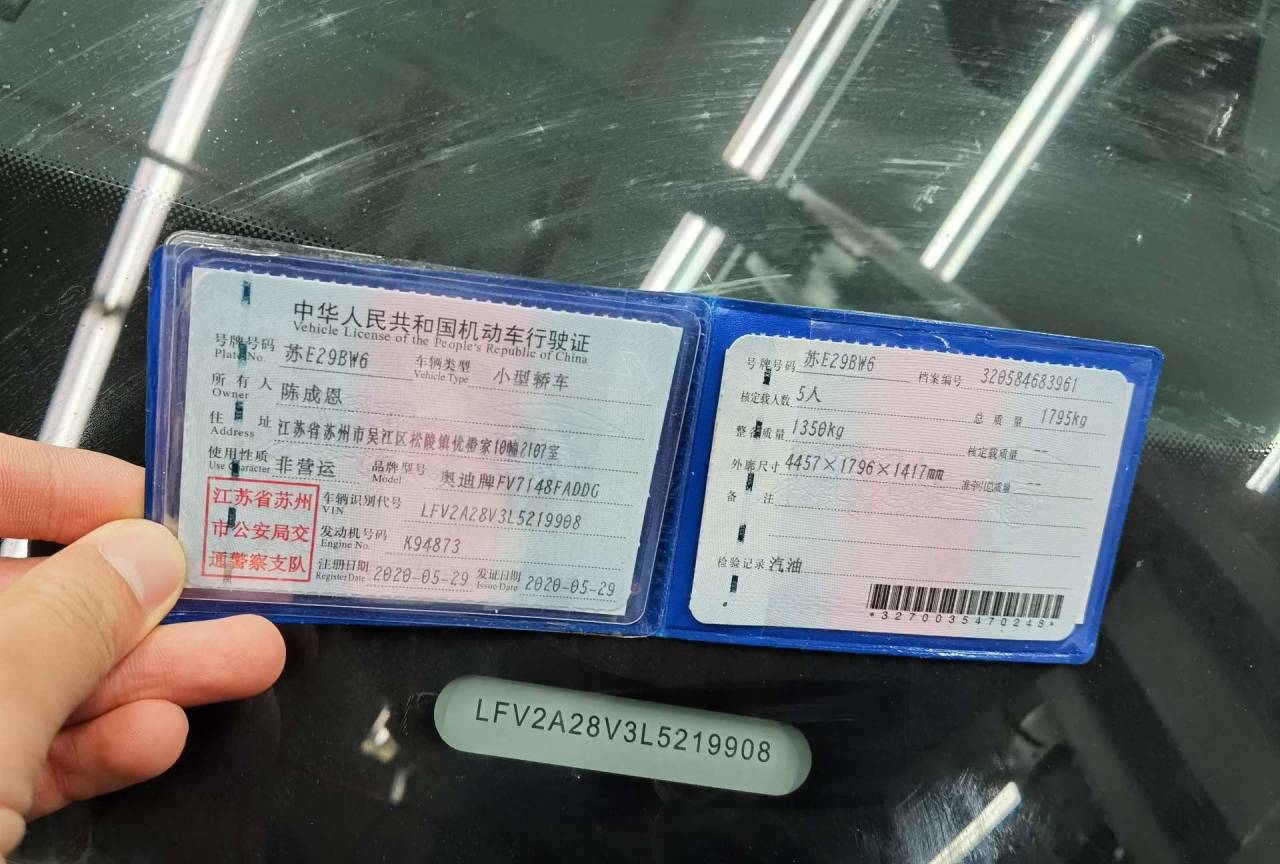 中华人民共和国机动车行驶证
Vehicle License of the People's Republic of China
号牌号码 苏E29BW6 车辆类型 小型轿车
Plate No. Vehicle Type
所有人 陈成恩
Owner
住址 江苏省苏州市吴江区松陵镇优 家10幢2107室
Address
使用性质 非营运 品牌型号 奥迪牌FV7148FADDG
Use Character Model
江苏省苏州
市公安局交
通警察支队
车辆识别代号 LFV2A28V3L5219908
VIN
发动机号码 K94873
Engine No.
注册日期 2020-05-29 发证日期 2020-05-29
Register Date Issue Date
号牌号码 苏E29BW6 档案编号 320584683961
核定载人数 5人 总质量 1795kg
整备质量 1350kg 核定载质量 --
外廓尺寸 4457×1796×1417mm 准牵引总质量 --
备注
检验记录 汽油
*3270035470248*
LFV2A28V3L5219908